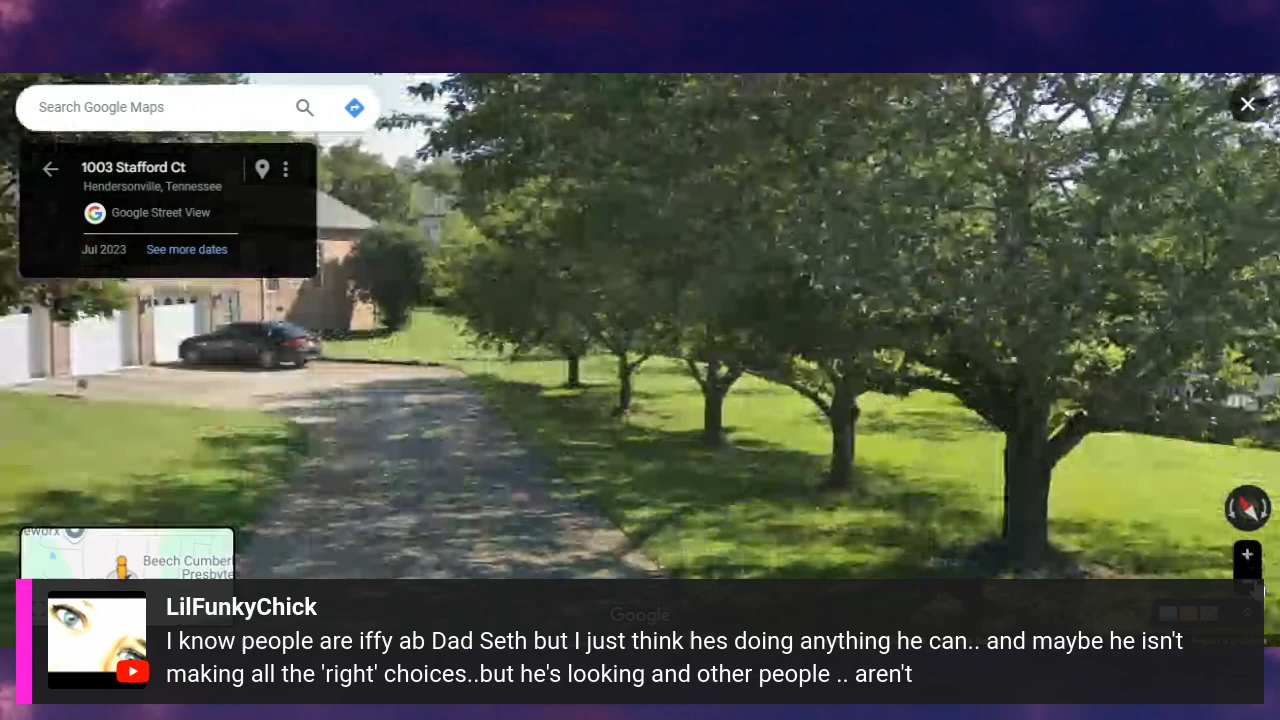 Search Google Maps
1003 Stafford Ct
Hendersonville, Tennessee
Google Street View
Jul 2023 See more dates
eworx
Beech Cumber
Presbyte
Google
LilFunkyChick
I know people are iffy ab Dad Seth but I just think hes doing anything he can.. and maybe he isn't
making all the 'right' choices..but he's looking and other people .. aren't